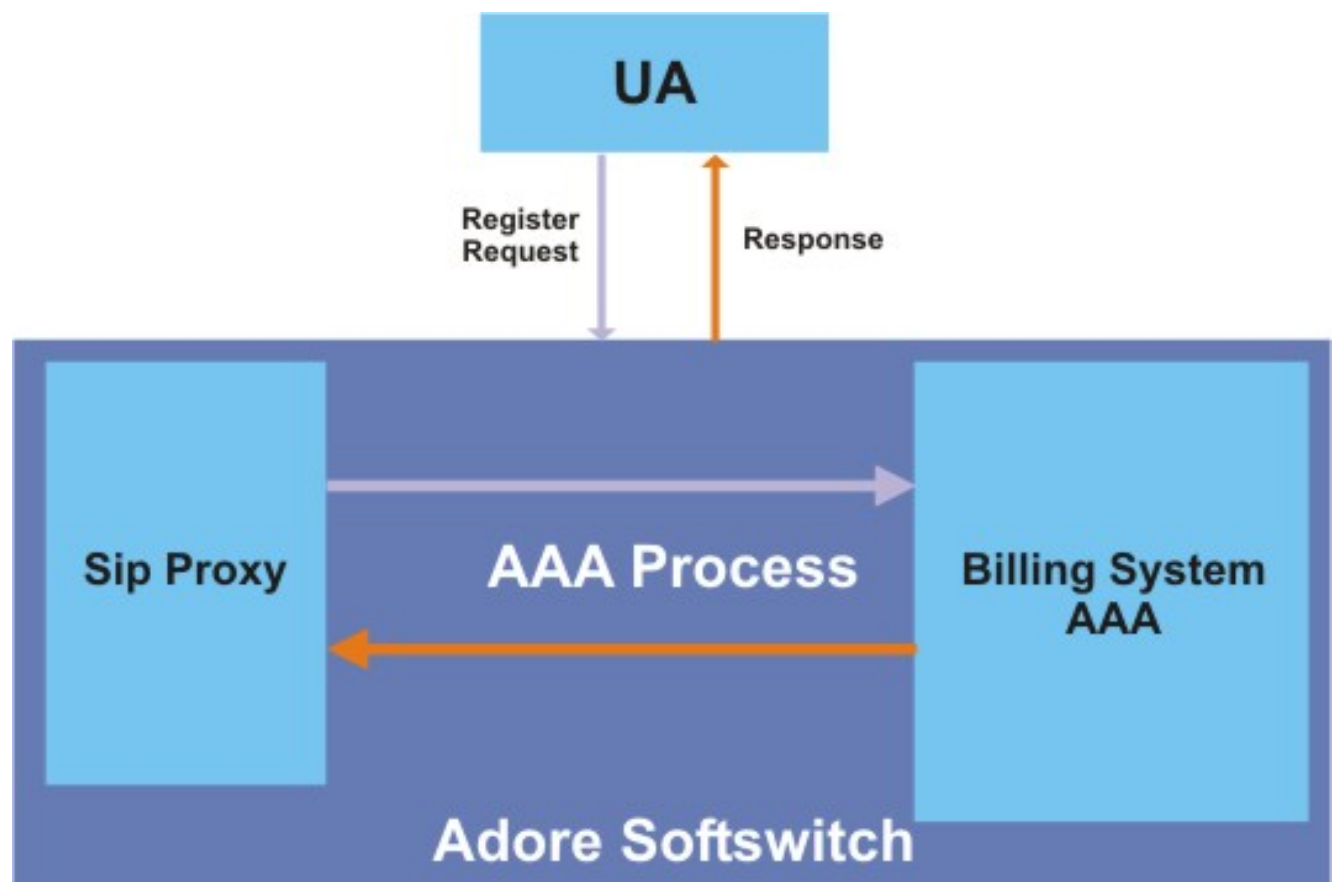 UA
Register
Request
Response
Sip Proxy
AAA Process
Billing System
AAA
Adore Softswitch